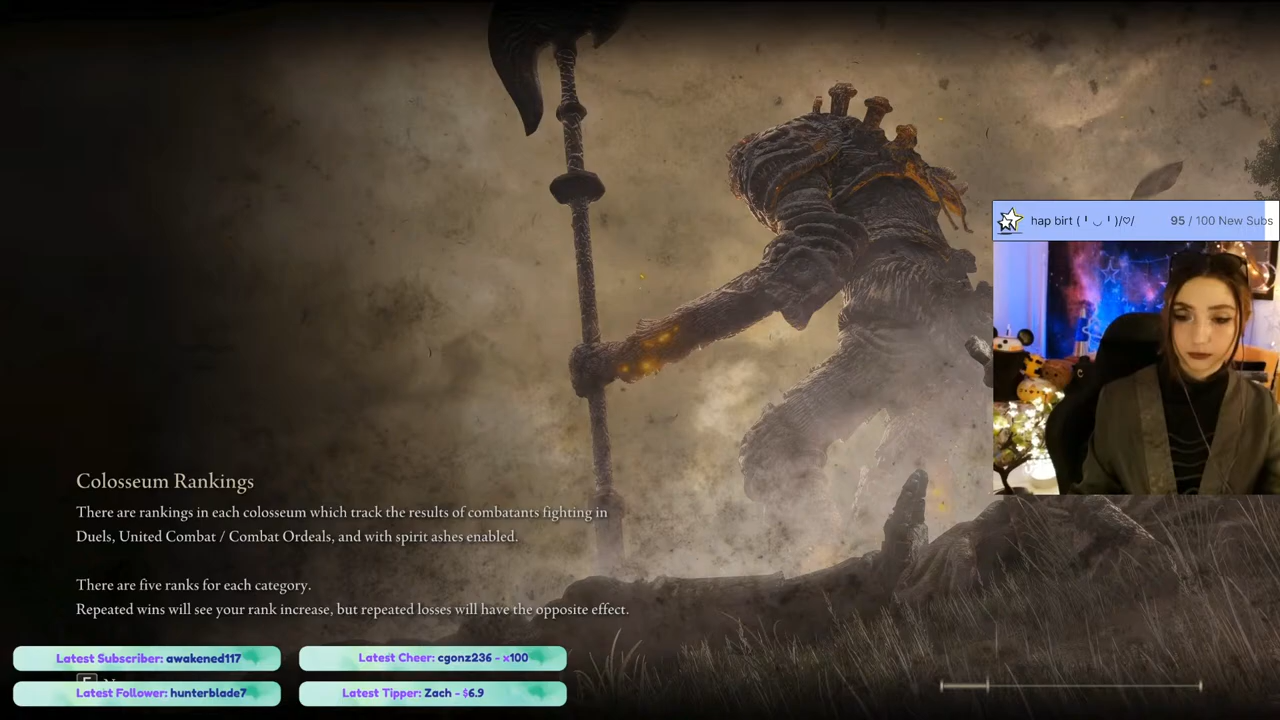 hap birt ( ╹ ◡ ╹ )/♡/ 95 / 100 New Subs
Colosseum Rankings
There are rankings in each colosseum which track the results of combatants fighting in
Duels, United Combat / Combat Ordeals, and with spirit ashes enabled.
There are five ranks for each category.
Repeated wins will see your rank increase, but repeated losses will have the opposite effect.
Latest Subscriber: awakened117
Latest Cheer: cgonz236 - x100
Latest Follower: hunterblade7
Latest Tipper: Zach - $6.9